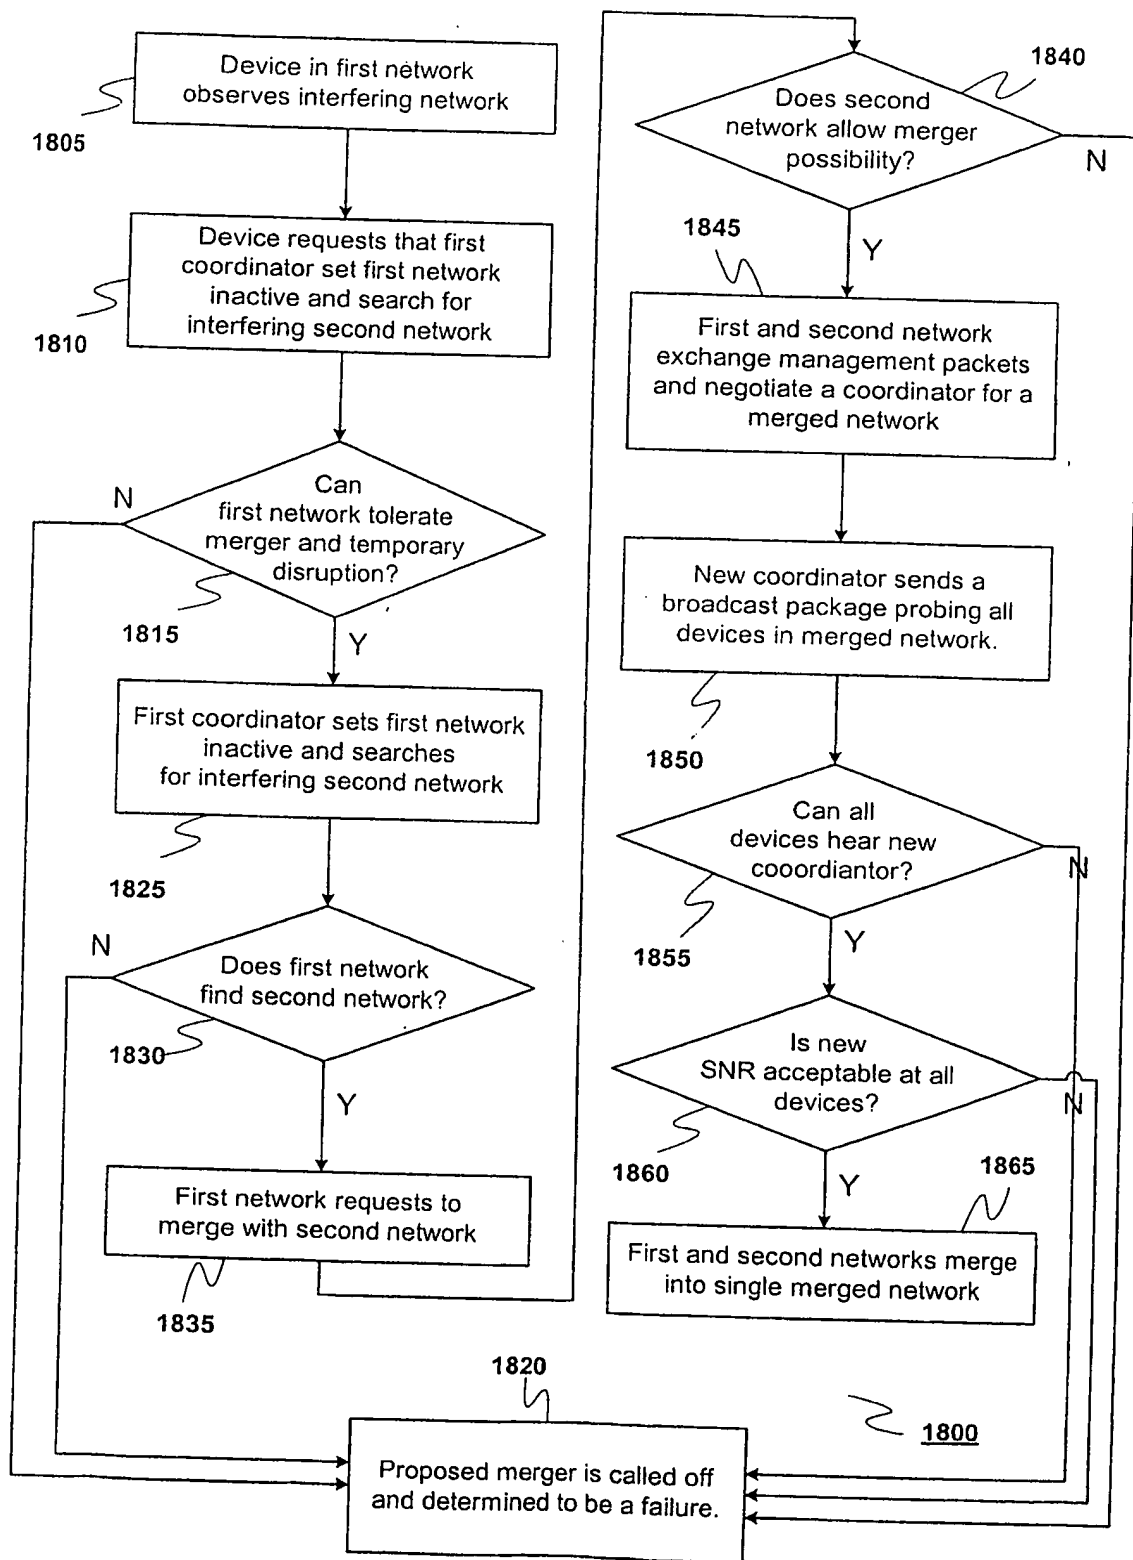 Device in first network
observes interfering network
1805
Device requests that first
coordinator set first network
inactive and search for
interfering second network
1810
Can
first network tolerate
merger and temporary
disruption?
N
1815
Y
First coordinator sets first network
inactive and searches
for interfering second network
1825
N
Does first network
find second network?
1830
Y
First network requests to
merge with second network
1835
1840
Does second
network allow merger
possibility?
N
1845
Y
First and second network
exchange management packets
and negotiate a coordinator for a
merged network
New coordinator sends a
broadcast package probing all
devices in merged network.
1850
Can all
devices hear new
cooordiantor?
N
1855
Y
Is new
SNR acceptable at all
devices?
N
1860
Y
1865
First and second networks merge
into single merged network
1820
1800
Proposed merger is called off
and determined to be a failure.